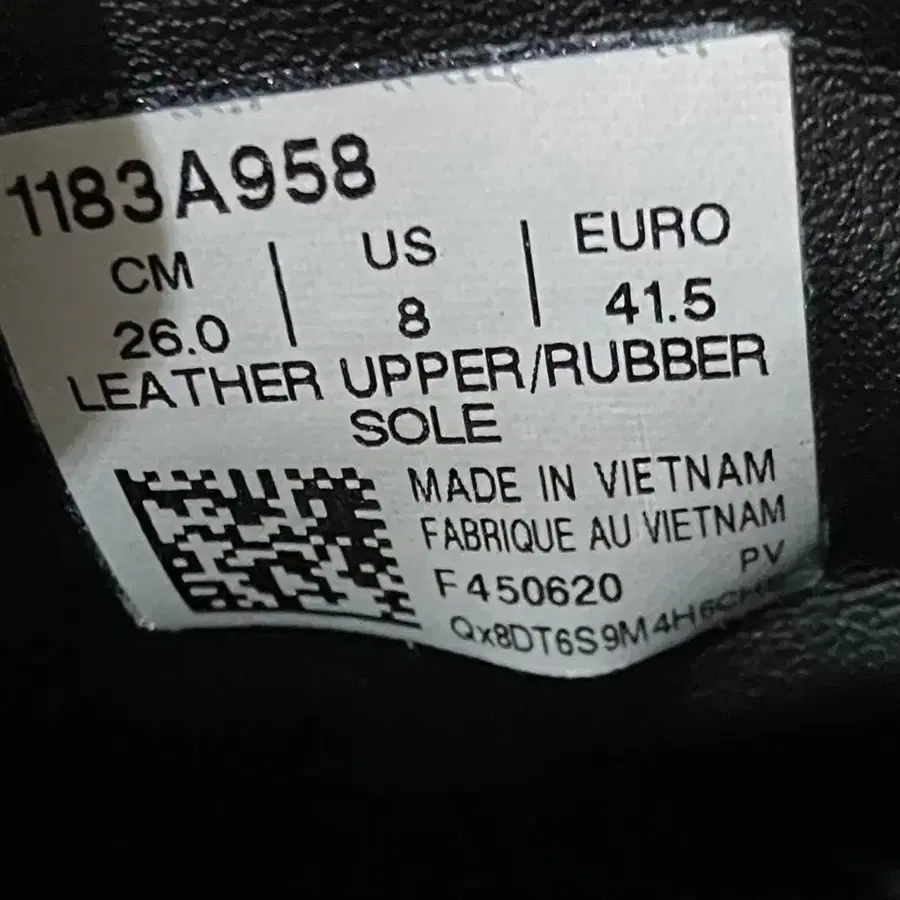 1183A958
CM | US | EURO
26.0 | 8 | 41.5
LEATHER UPPER/RUBBER
SOLE
MADE IN VIETNAM
FABRIQUE AU VIETNAM
PV
F450620